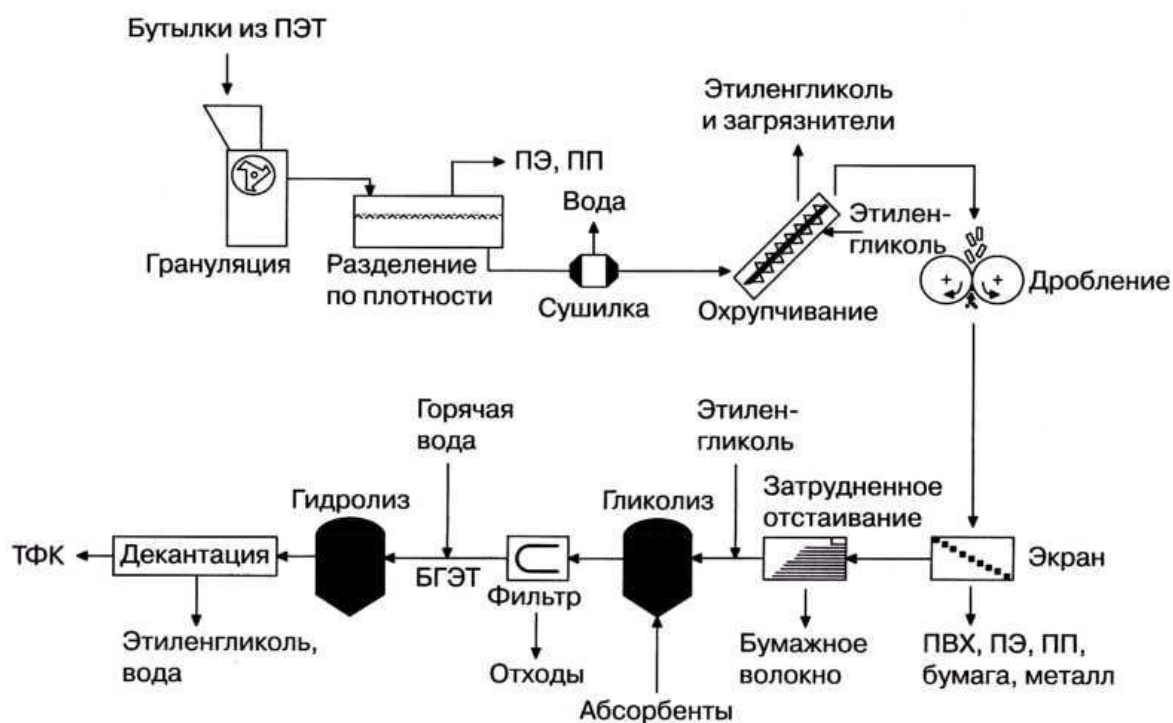 Бутылки из ПЭТ
Этиленгликоль
и загрязнители
ПЭ, ПП
Вода
Этилен-
гликоль
Грануляция
Разделение
по плотности
Сушилка
Охрупчивание
Дробление
Горячая
вода
Этилен-
гликоль
Гидролиз
Гликолиз
Затрудненное
отстаивание
ТФК
Декантация
БГЭТ
Фильтр
Экран
Этиленгликоль,
вода
Отходы
Абсорбенты
Бумажное
волокно
ПВХ, ПЭ, ПП,
бумага, металл